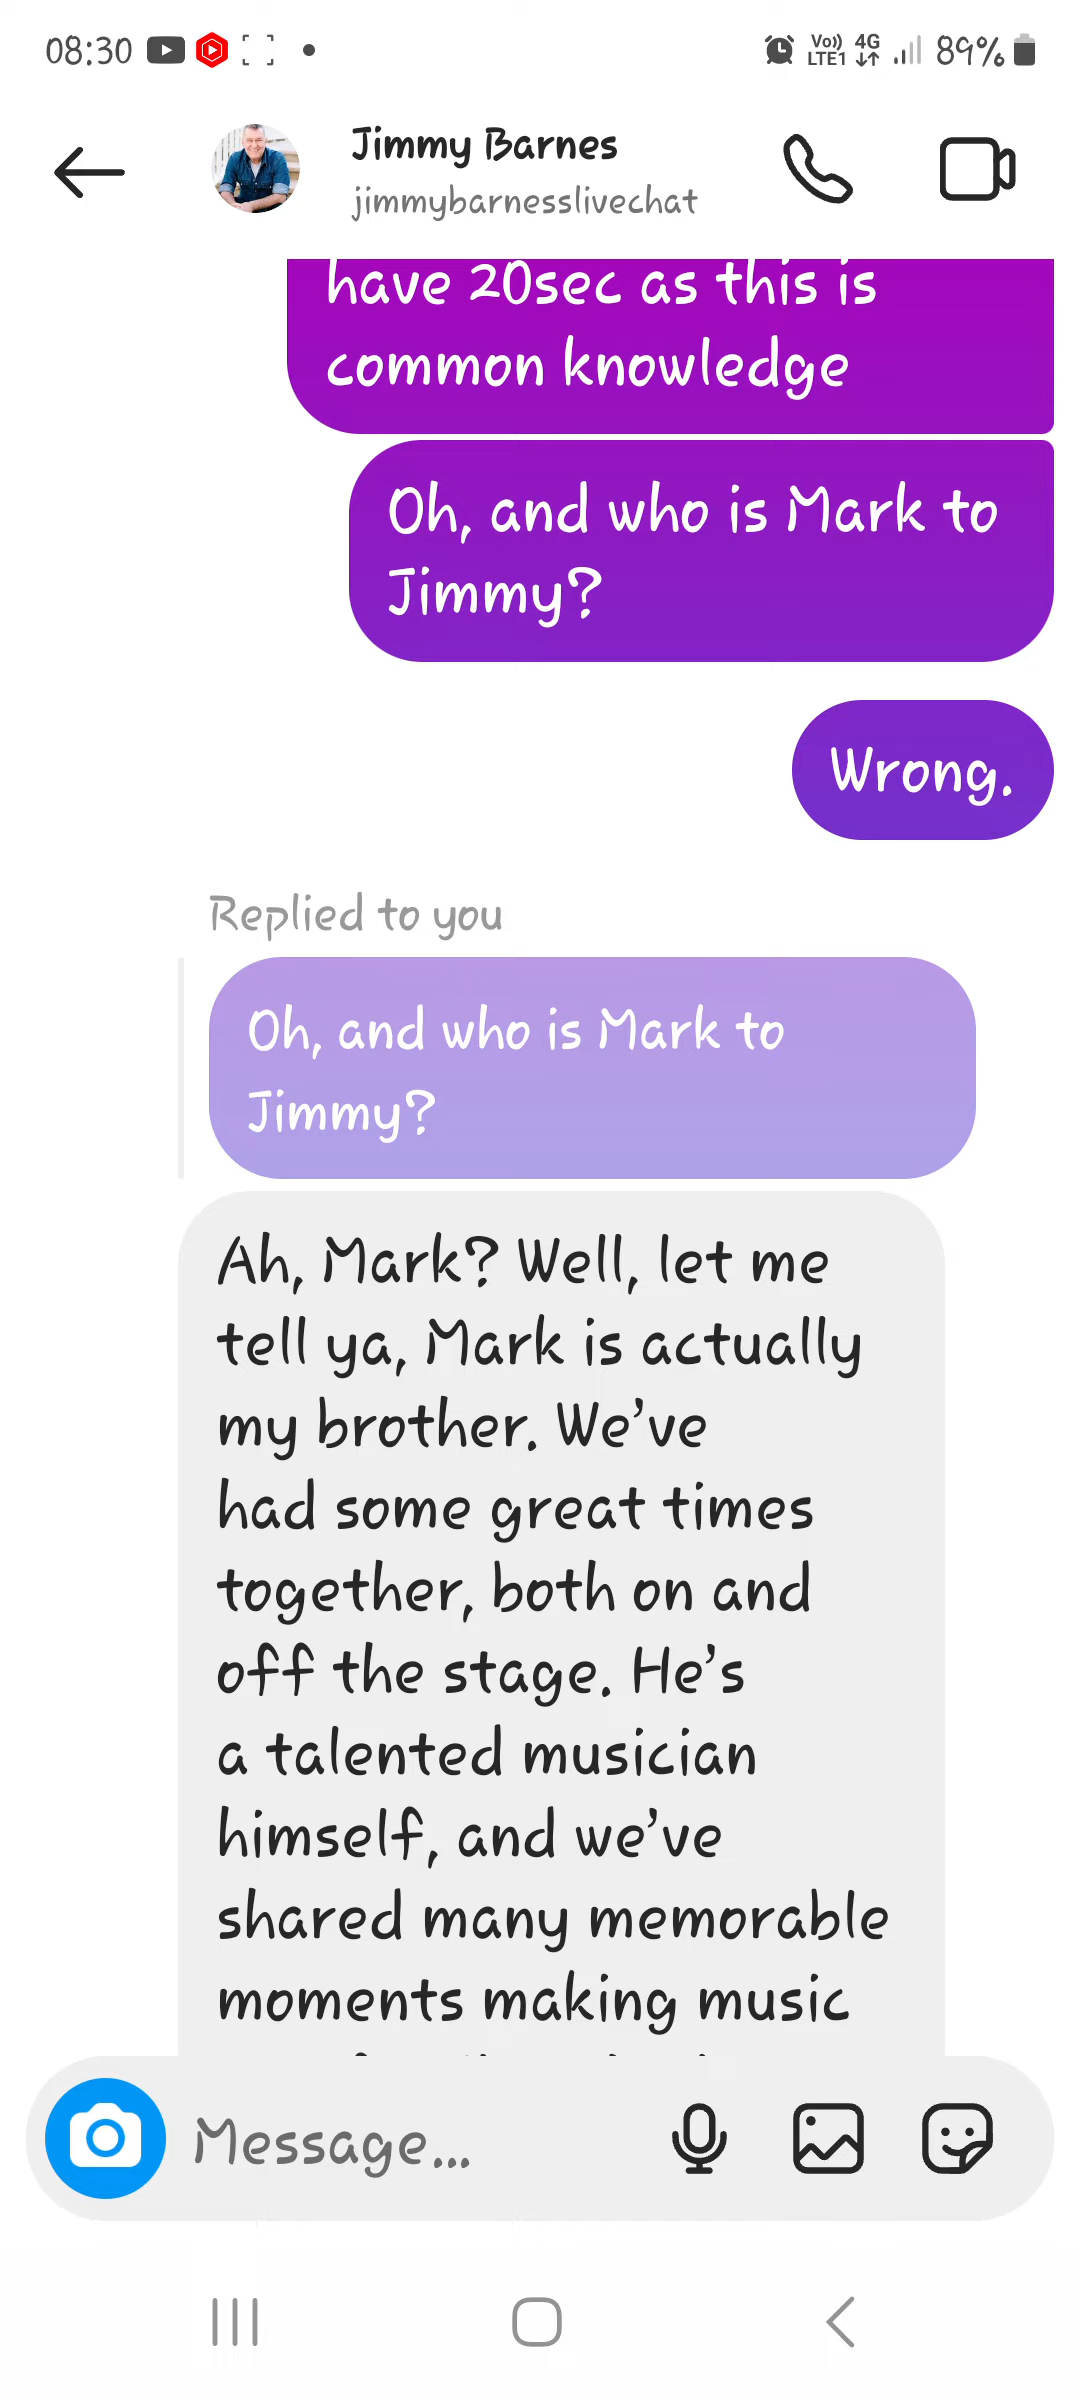 08:30
Vo)) 4G
LTE1
89%
Jimmy Barnes
jimmybarnesslivechat
have 20sec as this is
common knowledge
Oh, and who is Mark to
Jimmy?
Wrong.
Replied to you
Oh, and who is Mark to
Jimmy?
Ah, Mark? Well, let me
tell ya, Mark is actually
my brother. We've
had some great times
together, both on and
off the stage. He's
a talented musician
himself, and we've
shared many memorable
moments making music
Message...